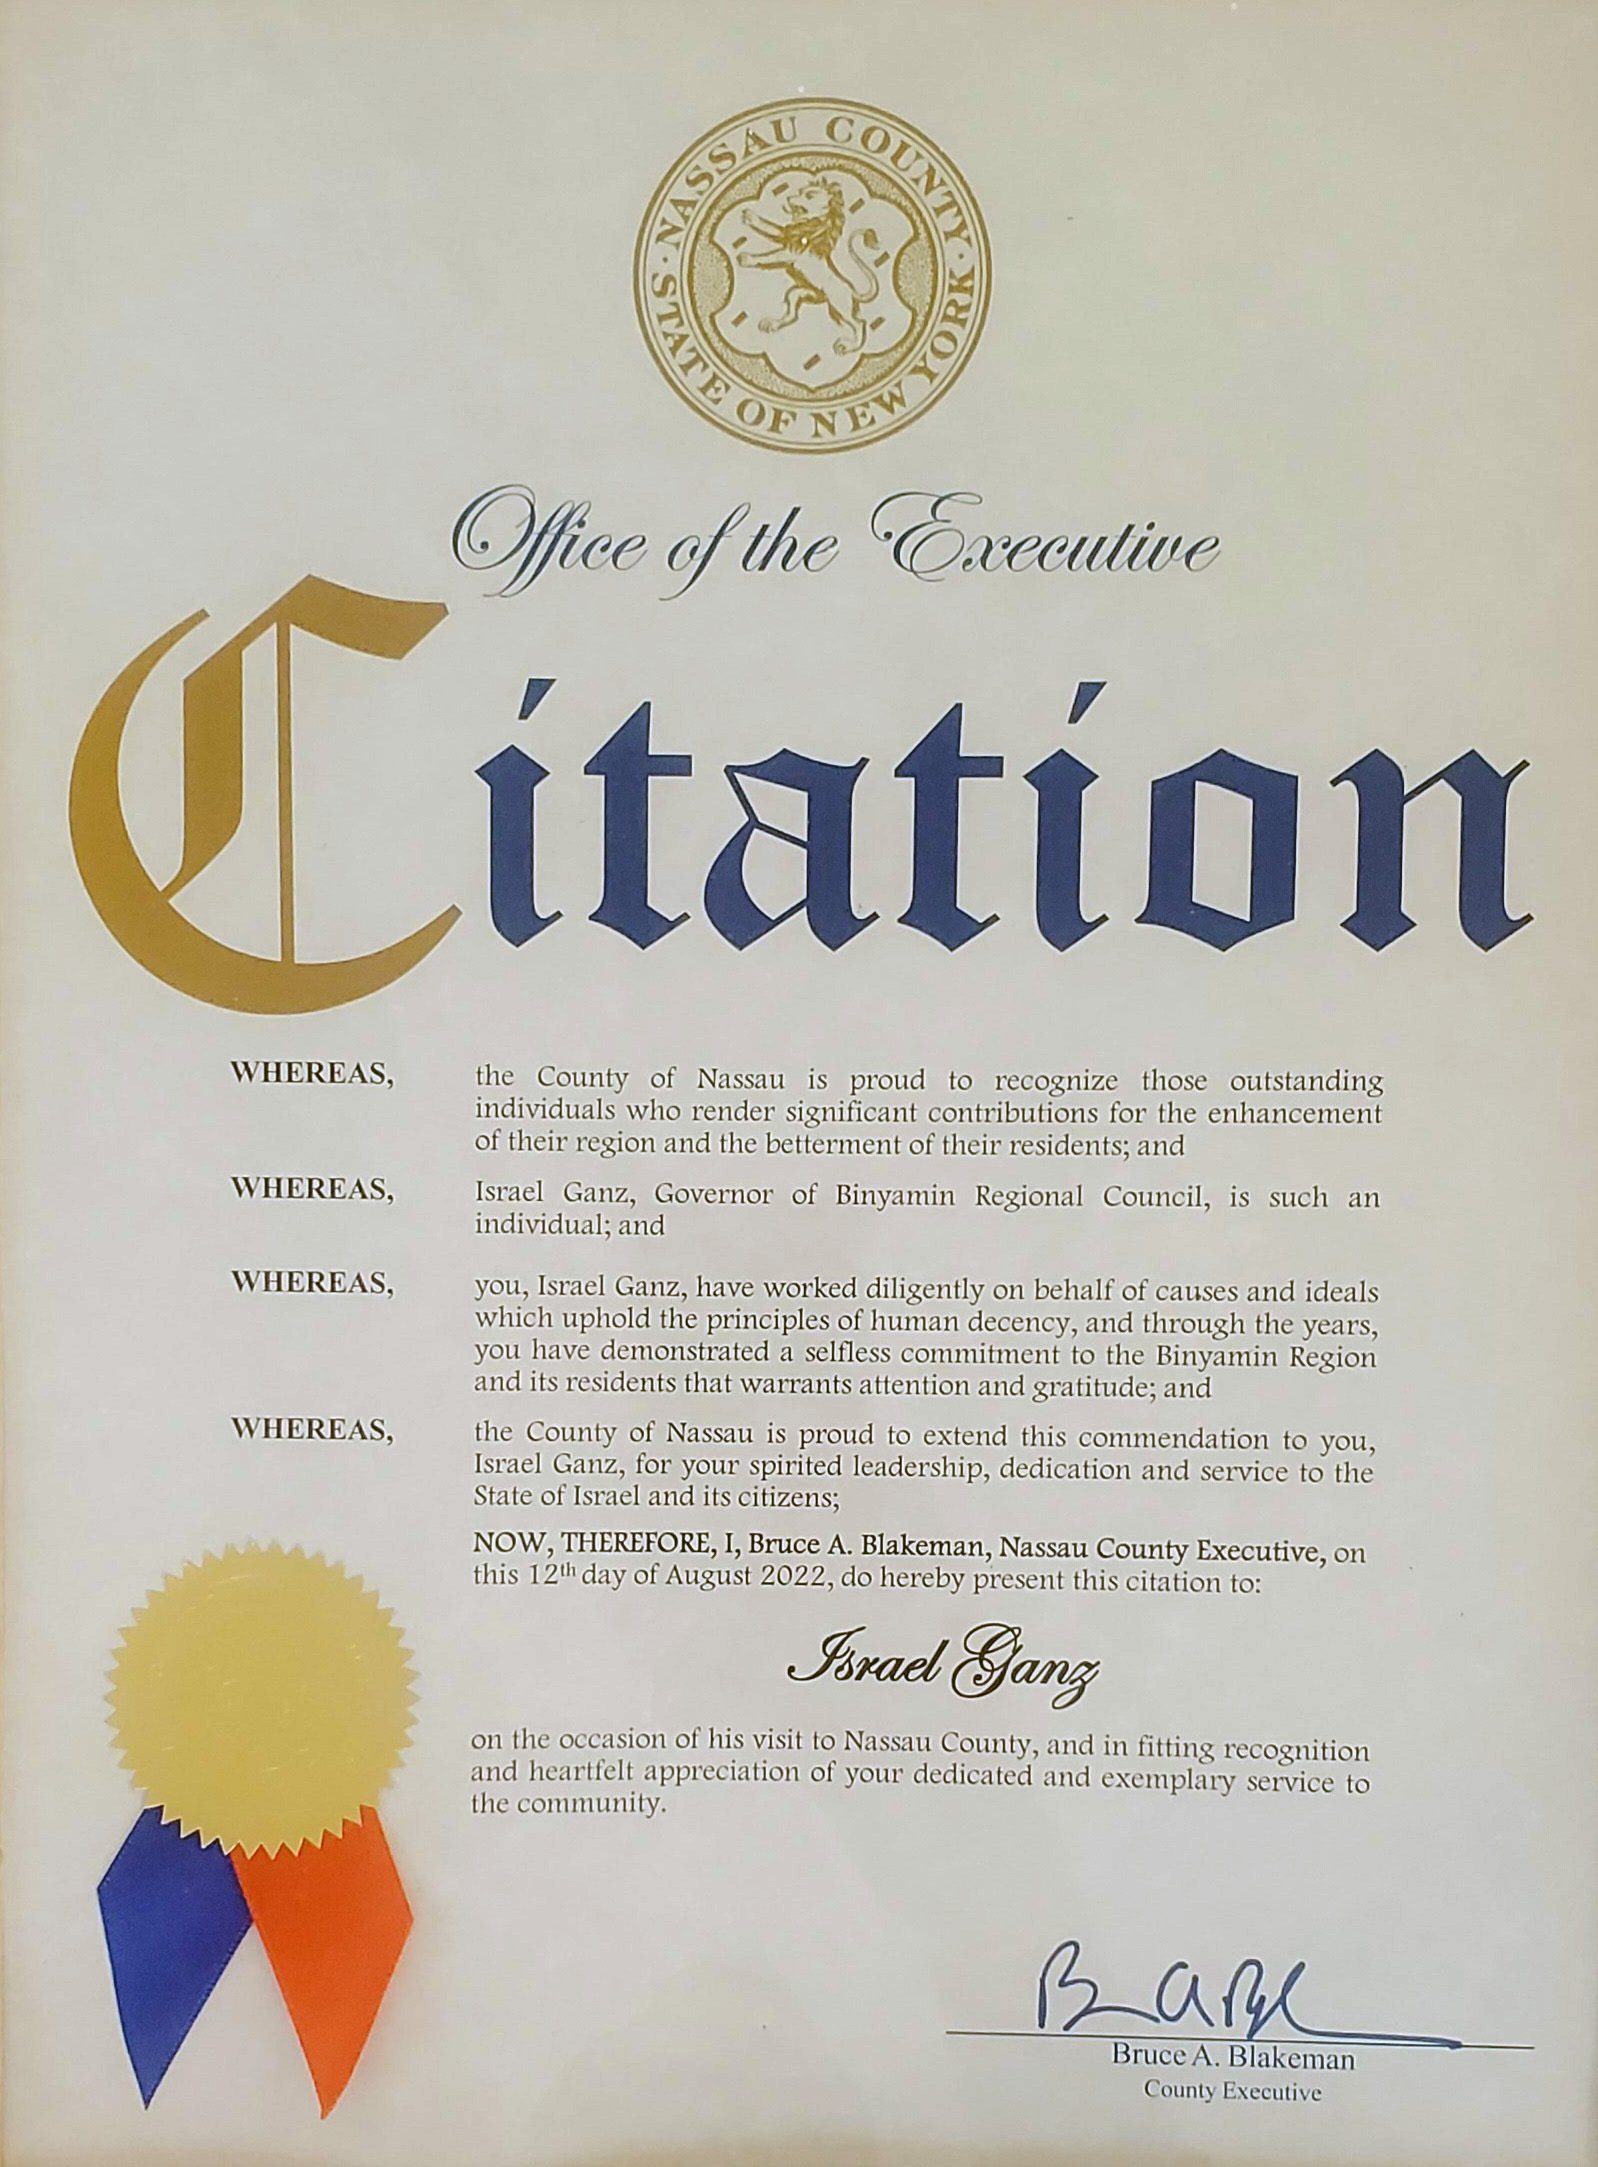 NASSAU COUNTY
STATE OF NEW YORK
Office of the Executive
Citation
WHEREAS, the County of Nassau is proud to recognize those outstanding
individuals who render significant contributions for the enhancement
of their region and the betterment of their residents; and
WHEREAS, Israel Ganz, Governor of Binyamin Regional Council, is such an
individual; and
WHEREAS, you, Israel Ganz, have worked diligently on behalf of causes and ideals
which uphold the principles of human decency, and through the years,
you have demonstrated a selfless commitment to the Binyamin Region
and its residents that warrants attention and gratitude; and
WHEREAS, the County of Nassau is proud to extend this commendation to you,
Israel Ganz, for your spirited leadership, dedication and service to the
State of Israel and its citizens;
NOW, THEREFORE, I, Bruce A. Blakeman, Nassau County Executive, on
this 12th day of August 2022, do hereby present this citation to:
Israel Ganz
on the occasion of his visit to Nassau County, and in fitting recognition
and heartfelt appreciation of your dedicated and exemplary service to
the community.
Bruce A. Blakeman
County Executive